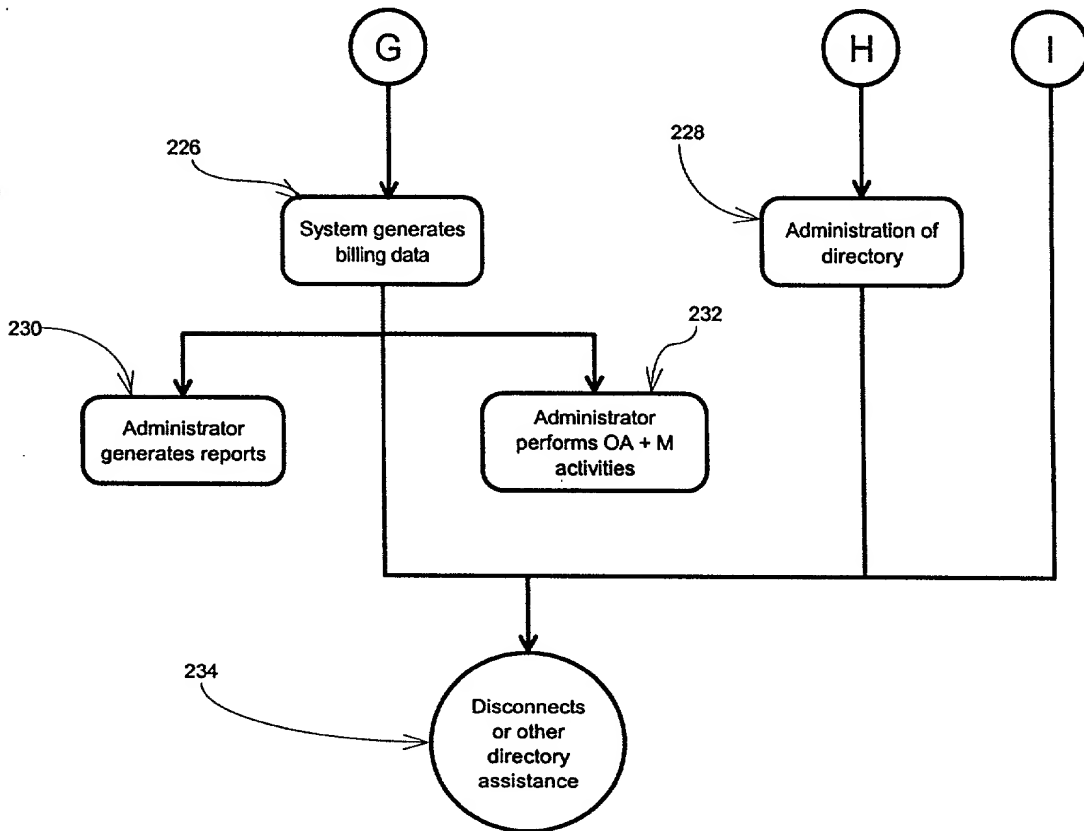 G
H
I
226
228
System generates
billing data
Administration of
directory
230
232
Administrator
generates reports
Administrator
performs OA + M
activities
234
Disconnects
or other
directory
assistance